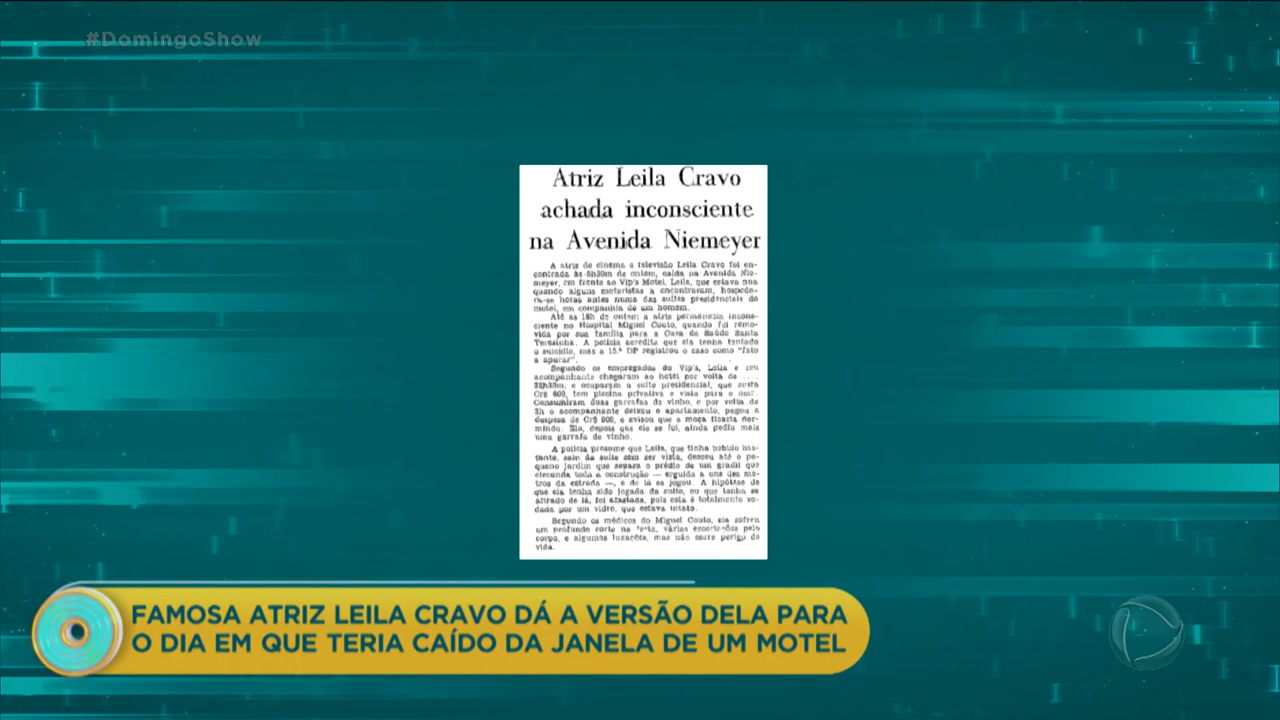 #DomingoShow
Atriz Leila Cravo
achada inconsciente
na Avenida Niemeyer
A atriz de cinema e televisão Leila Cravo foi en-
contrada às 5h30m de ontem, caída na Avenida Nie-
meyer, em frente ao Vip's Motel. Leila, que estava nua
quando alguns motoristas a encontraram, hospeda-
ra-se horas antes numa das suítes presidenciais do
motel, em companhia de um homem.
Até as 18h de ontem a atriz permanecia incons-
ciente no Hospital Miguel Couto, quando foi remo-
vida por sua família para a Casa de Saúde Santa
Teresinha. A polícia acredita que ela tenha tentado
o suicídio, mas a 15.ª DP registrou o caso como "fato
a apurar".
Segundo os empregados do Vip's, Leila e seu
acompanhante chegaram ao hotel por volta de ....
22h30m, e ocuparam a suíte presidencial, que custa
Cr$ 600, tem piscina privativa e vista para o mar.
Consumiram duas garrafas de vinho, e por volta de
3h o acompanhante deixou o apartamento, pagou a
despesa de Cr$ 900, e avisou que a moça ficaria dor-
mindo. Ela, depois que ele se foi, ainda pediu mais
uma garrafa de vinho.
A polícia presume que Leila, que tinha bebido bas-
tante, saiu da suíte sem ser vista, desceu até o pe-
queno jardim que separa o prédio de um gradil que
circunda toda a construção — erguida a uns dez me-
tros da estrada —, e de lá se jogou. A hipótese de
que ela tenha sido jogada da suíte, ou que tenha se
atirado de lá, foi afastada, pois esta é totalmente ve-
dada por um vidro, que estava intato.
Segundo os médicos do Miguel Couto, ela sofreu
um profundo corte na testa, várias escoriações pelo
corpo, e algumas luxações, mas não corre perigo de
vida.
FAMOSA ATRIZ LEILA CRAVO DÁ A VERSÃO DELA PARA
O DIA EM QUE TERIA CAÍDO DA JANELA DE UM MOTEL